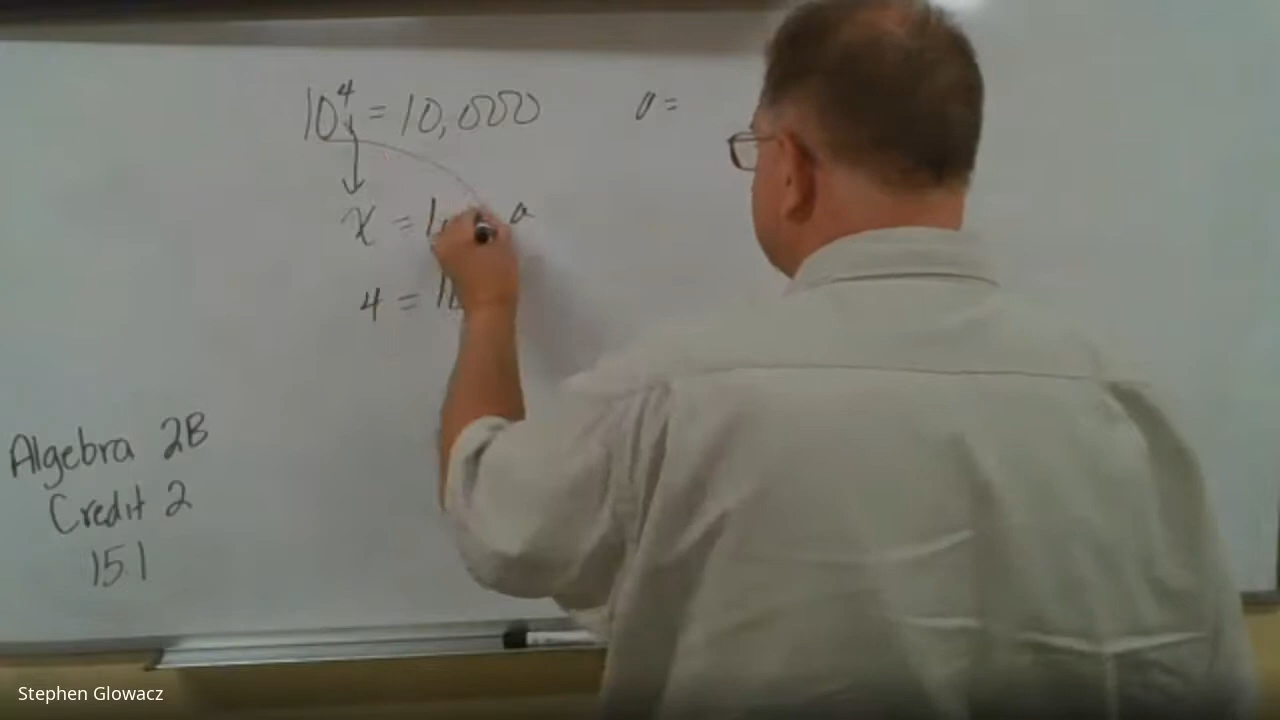 10⁴ = 10,000
a =
x = a
4 =
Algebra 2B
Credit 2
15.1
Stephen Glowacz